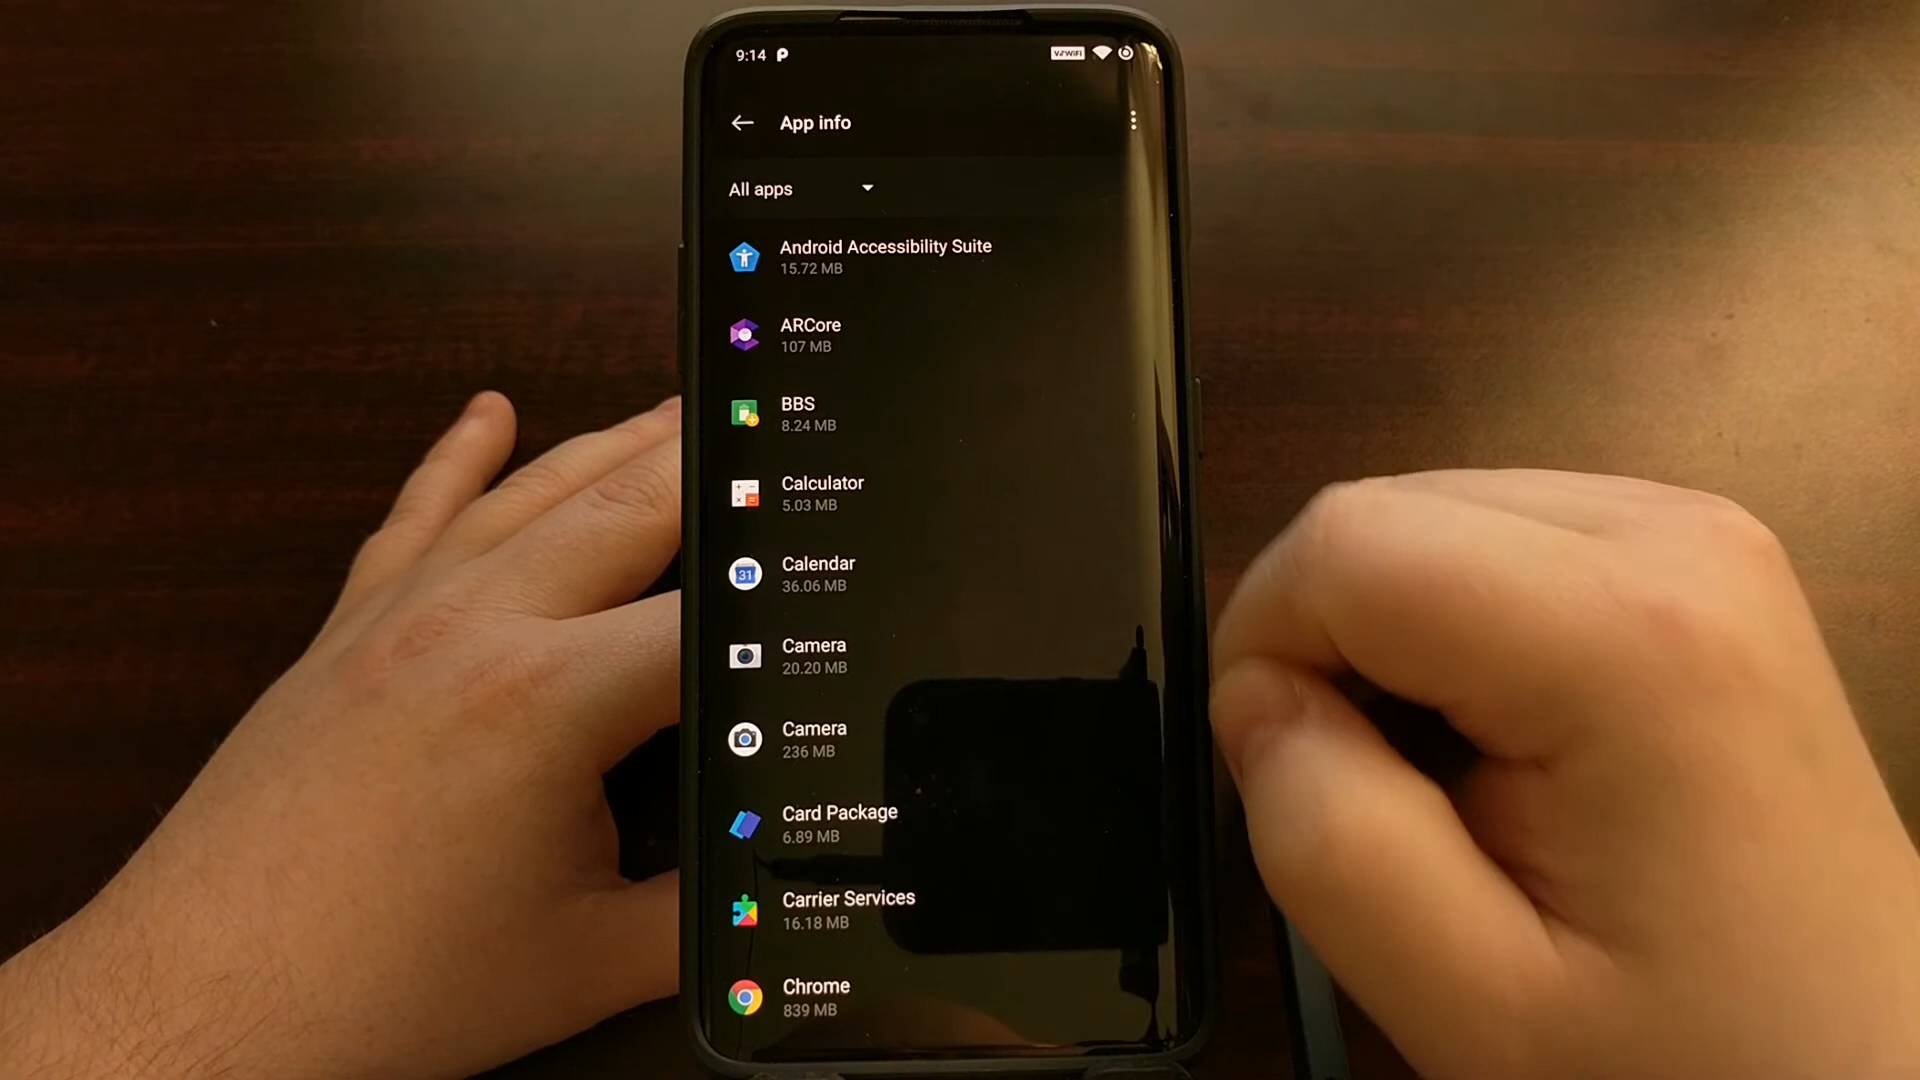 9:14
VoWiFi
App info
All apps
Android Accessibility Suite
15.72 MB
ARCore
107 MB
BBS
8.24 MB
Calculator
5.03 MB
31
Calendar
36.06 MB
Camera
20.20 MB
Camera
236 MB
Card Package
6.89 MB
Carrier Services
16.18 MB
Chrome
839 MB